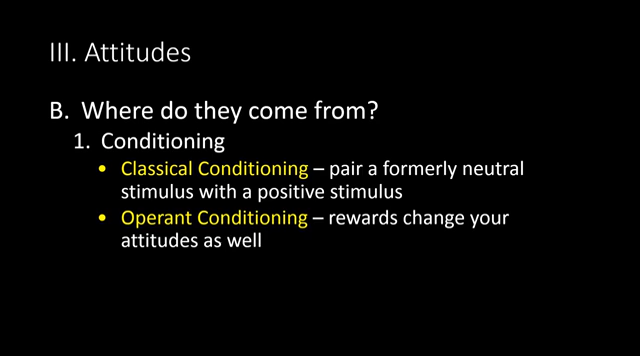 III. Attitudes
B. Where do they come from?
1. Conditioning
• Classical Conditioning – pair a formerly neutral
stimulus with a positive stimulus
• Operant Conditioning – rewards change your
attitudes as well